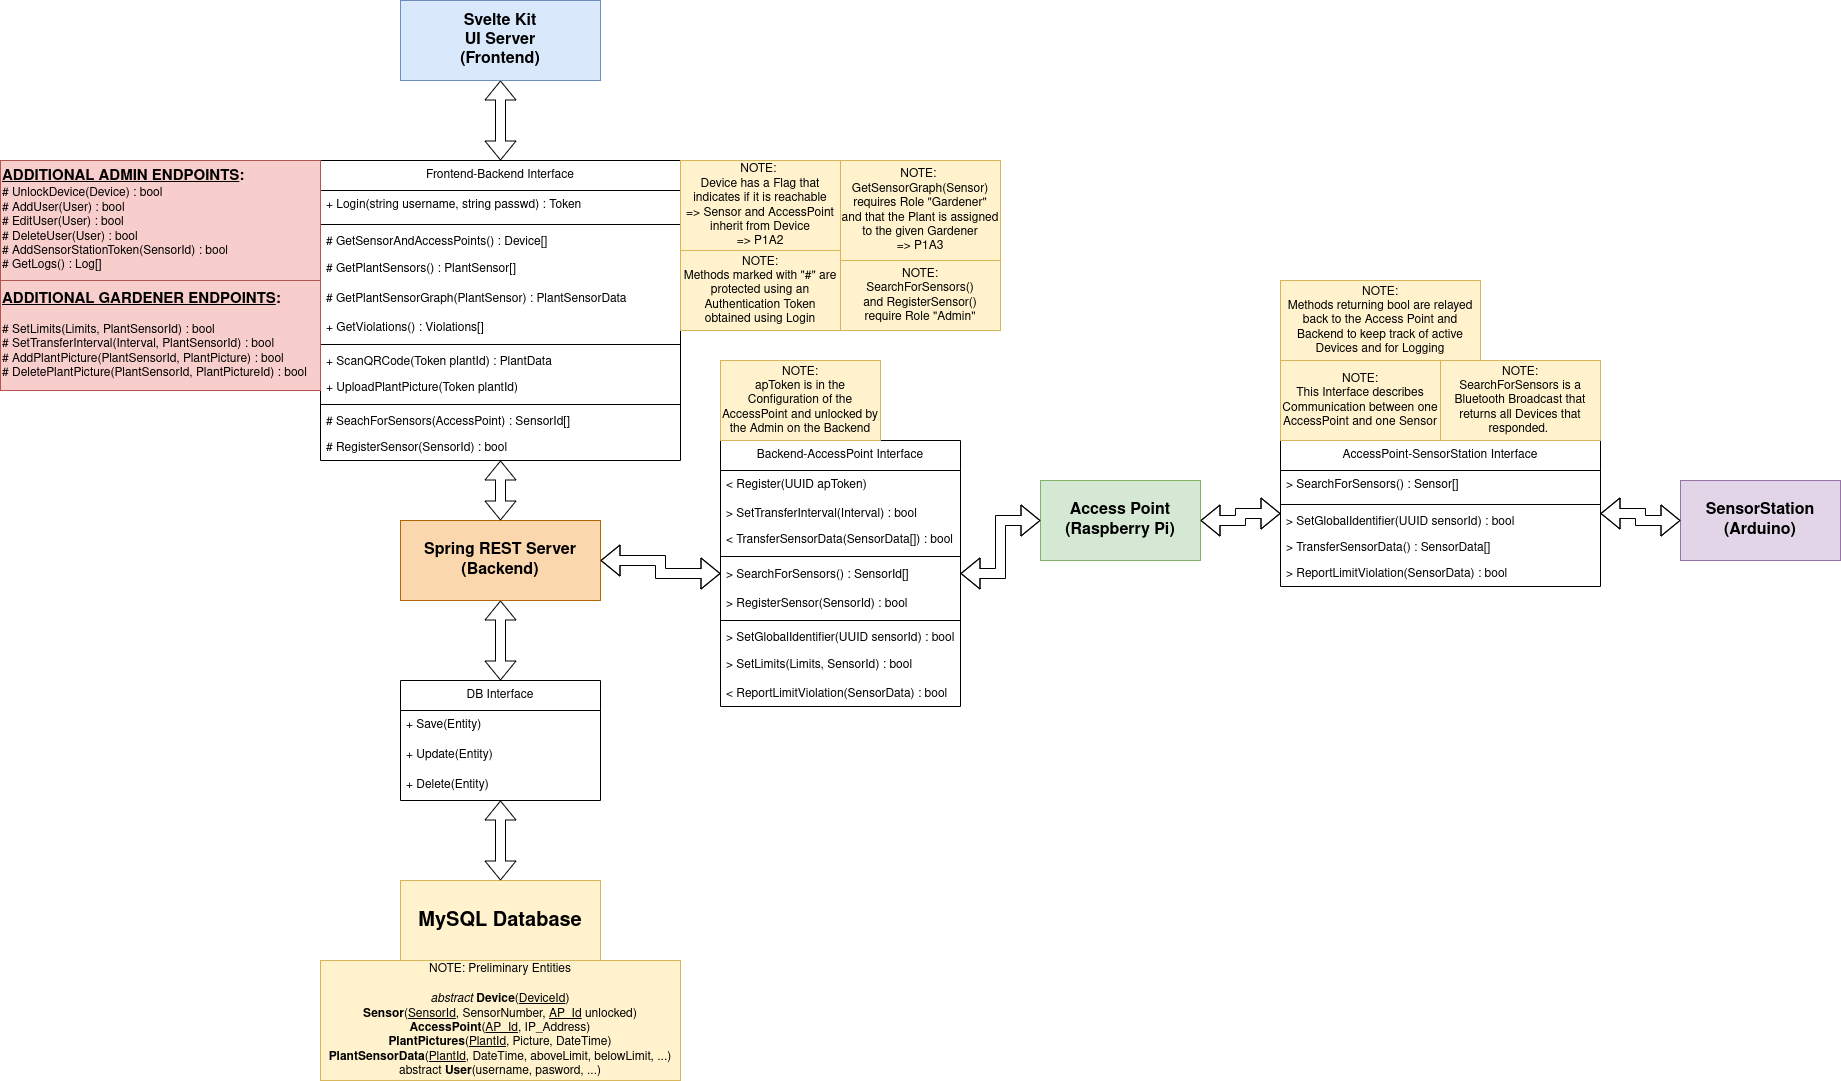 Svelte Kit
UI Server
(Frontend)
ADDITIONAL ADMIN ENDPOINTS:
# UnlockDevice(Device) : bool
# AddUser(User) : bool
# EditUser(User) : bool
# DeleteUser(User) : bool
# AddSensorStationToken(SensorId) : bool
# GetLogs() : Log[]
ADDITIONAL GARDENER ENDPOINTS:
# SetLimits(Limits, PlantSensorId) : bool
# SetTransferInterval(Interval, PlantSensorId) : bool
# AddPlantPicture(PlantSensorId, PlantPicture) : bool
# DeletePlantPicture(PlantSensorId, PlantPictureId) : bool
Frontend-Backend Interface
+ Login(string username, string passwd) : Token
# GetSensorAndAccessPoints() : Device[]
# GetPlantSensors() : PlantSensor[]
# GetPlantSensorGraph(PlantSensor) : PlantSensorData
+ GetViolations() : Violations[]
+ ScanQRCode(Token plantId) : PlantData
+ UploadPlantPicture(Token plantId)
# SeachForSensors(AccessPoint) : SensorId[]
# RegisterSensor(SensorId) : bool
NOTE:
Device has a Flag that
indicates if it is reachable
=> Sensor and AccessPoint
inherit from Device
=> P1A2
NOTE:
Methods marked with "#" are
protected using an
Authentication Token
obtained using Login
NOTE:
GetSensorGraph(Sensor)
requires Role "Gardener"
and that the Plant is assigned
to the given Gardener
=> P1A3
NOTE:
SearchForSensors()
and RegisterSensor()
require Role "Admin"
NOTE:
apToken is in the
Configuration of the
AccessPoint and unlocked by
the Admin on the Backend
Backend-AccessPoint Interface
< Register(UUID apToken)
> SetTransferInterval(Interval) : bool
< TransferSensorData(SensorData[]) : bool
> SearchForSensors() : SensorId[]
> RegisterSensor(SensorId) : bool
> SetGlobalIdentifier(UUID sensorId) : bool
> SetLimits(Limits, SensorId) : bool
< ReportLimitViolation(SensorData) : bool
Access Point
(Raspberry Pi)
NOTE:
Methods returning bool are relayed
back to the Access Point and
Backend to keep track of active
Devices and for Logging
NOTE:
This Interface describes
Communication between one
AccessPoint and one Sensor
NOTE:
SearchForSensors is a
Bluetooth Broadcast that
returns all Devices that
responded.
AccessPoint-SensorStation Interface
> SearchForSensors() : Sensor[]
> SetGlobalIdentifier(UUID sensorId) : bool
> TransferSensorData() : SensorData[]
> ReportLimitViolation(SensorData) : bool
SensorStation
(Arduino)
Spring REST Server
(Backend)
DB Interface
+ Save(Entity)
+ Update(Entity)
+ Delete(Entity)
MySQL Database
NOTE: Preliminary Entities
abstract Device(DeviceId)
Sensor(SensorId, SensorNumber, AP_Id unlocked)
AccessPoint(AP_Id, IP_Address)
PlantPictures(PlantId, Picture, DateTime)
PlantSensorData(PlantId, DateTime, aboveLimit, belowLimit, ...)
abstract User(username, pasword, ...)